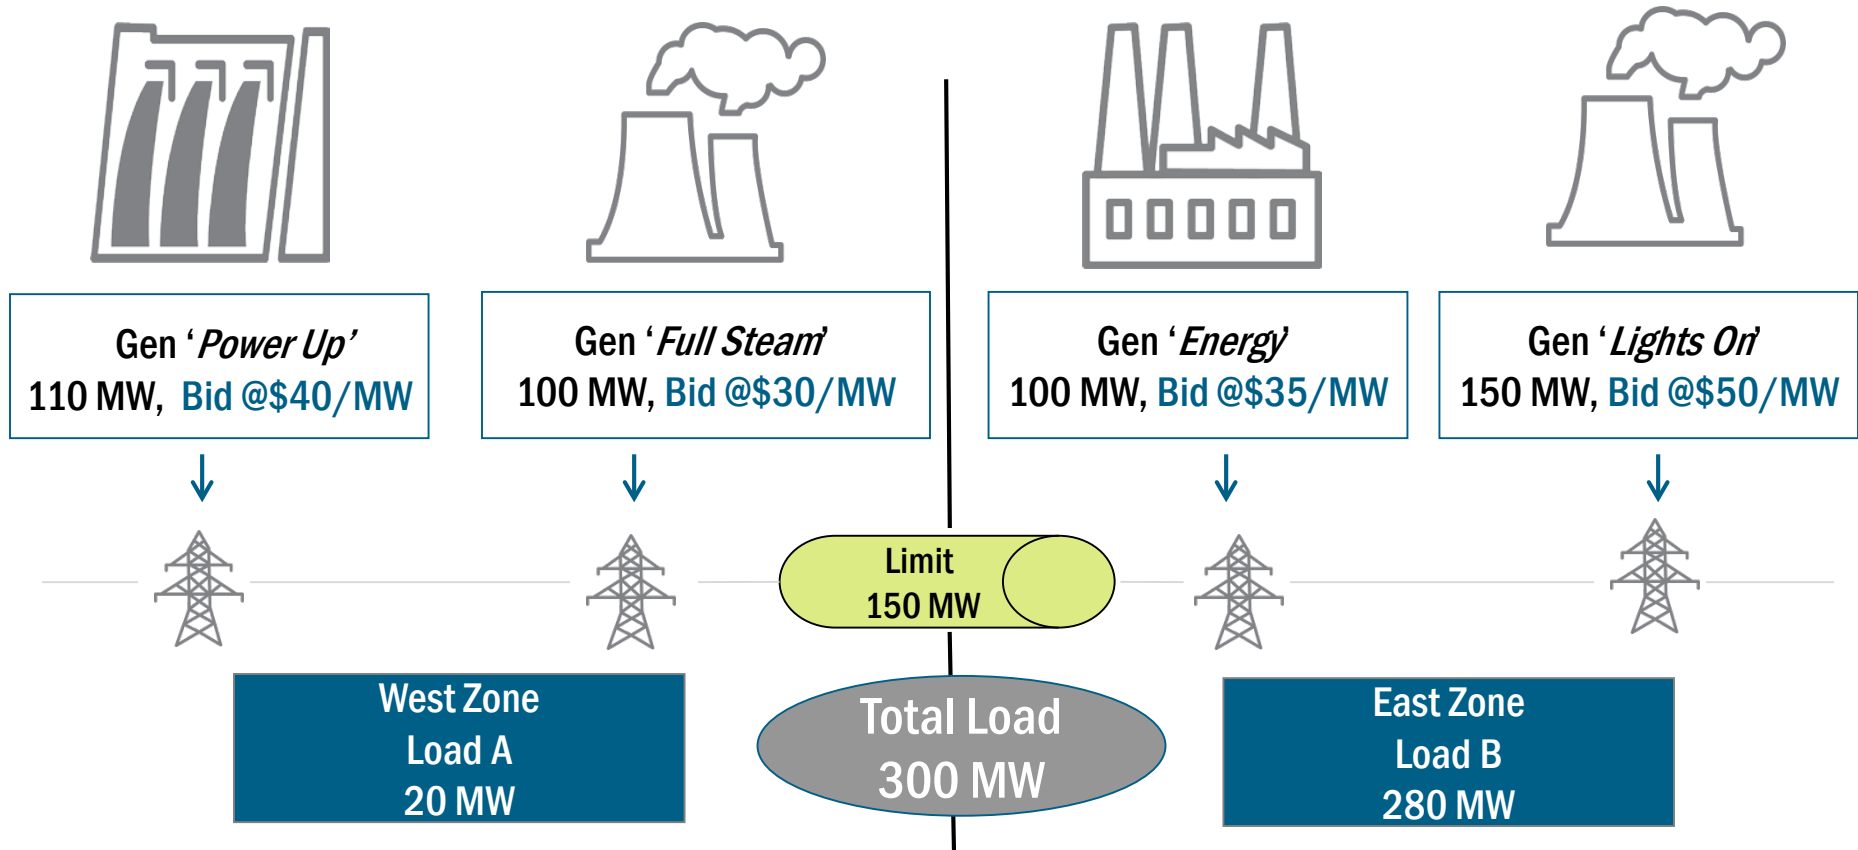 Gen ‘Power Up’
110 MW, Bid @$40/MW
Gen ‘Full Steam’
100 MW, Bid @$30/MW
Gen ‘Energy’
100 MW, Bid @$35/MW
Gen ‘Lights On’
150 MW, Bid @$50/MW
Limit
150 MW
West Zone
Load A
20 MW
Total Load
300 MW
East Zone
Load B
280 MW